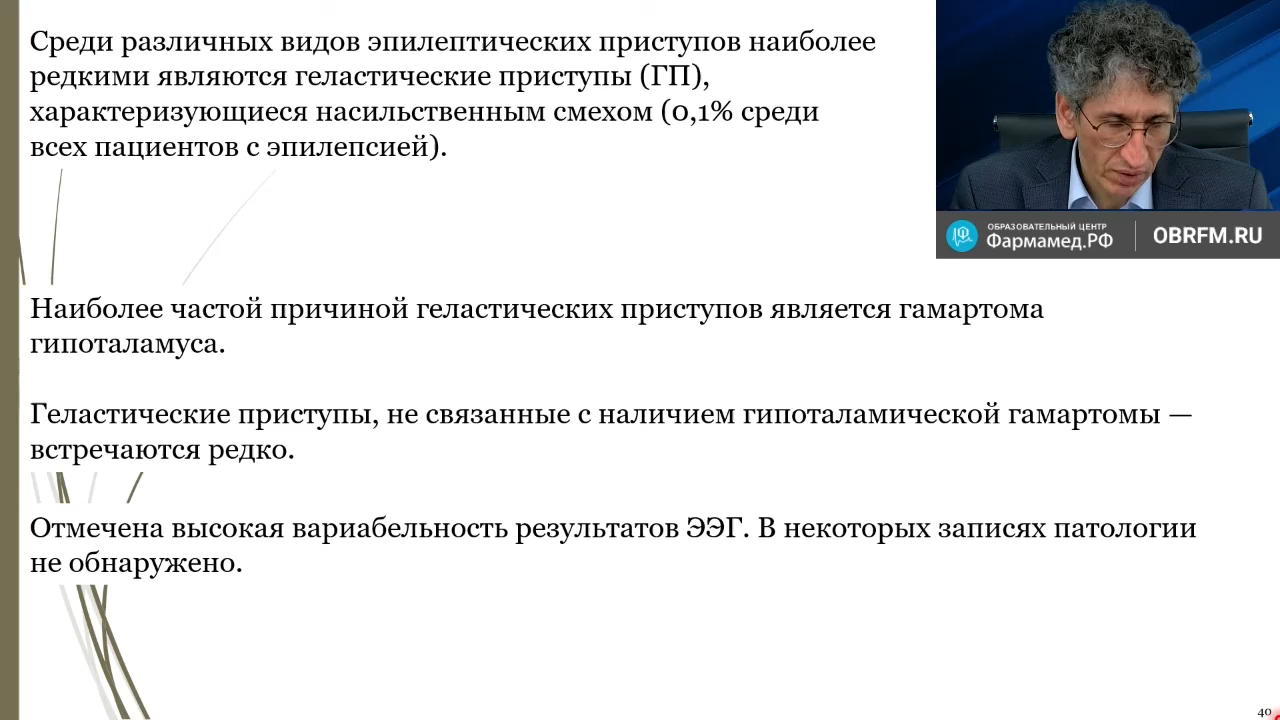 Среди различных видов эпилептических приступов наиболее
редкими являются геластические приступы (ГП),
характеризующиеся насильственным смехом (0,1% среди
всех пациентов с эпилепсией).
ОБРАЗОВАТЕЛЬНЫЙ ЦЕНТР
Фармамед.РФ
OBRFM.RU
Наиболее частой причиной геластических приступов является гамартома
гипоталамуса.
Геластические приступы, не связанные с наличием гипоталамической гамартомы —
встречаются редко.
Отмечена высокая вариабельность результатов ЭЭГ. В некоторых записях патологии
не обнаружено.
40